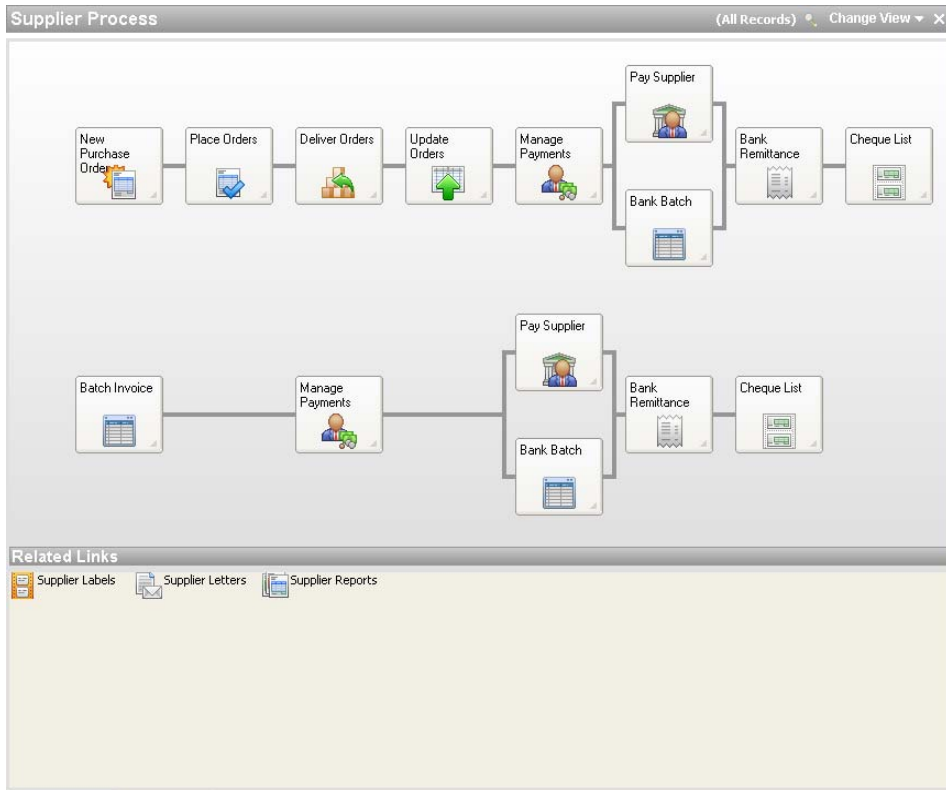 Supplier Process
(All Records)
Change View
Pay Supplier
New
Purchase
Order
Place Orders
Deliver Orders
Update
Orders
Manage
Payments
Bank
Remittance
Cheque List
Bank Batch
Pay Supplier
Batch Invoice
Manage
Payments
Bank
Remittance
Cheque List
Bank Batch
Related Links
Supplier Labels
Supplier Letters
Supplier Reports